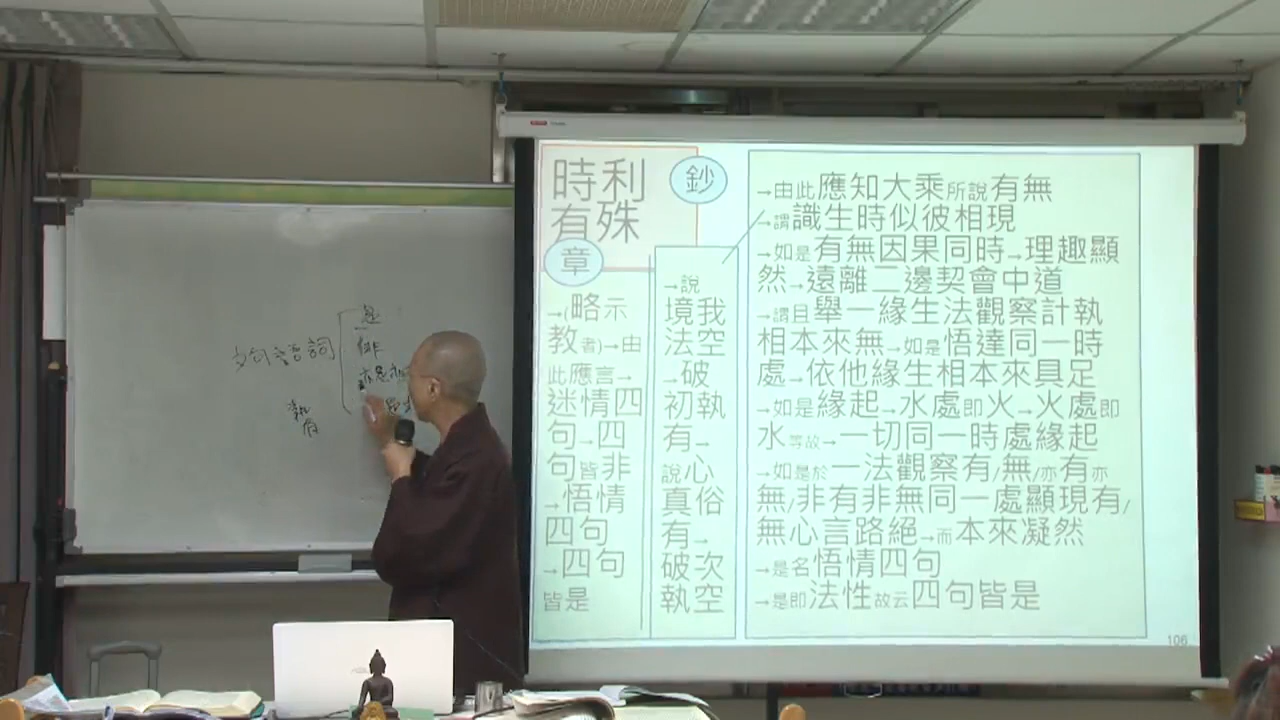 時利
有殊
鈔
章
→(略示
教者)→由
此應言→
迷情四
句→四
句皆非
→悟情
四句
→四句
皆是
→說
境我
法空
→破
初執
有→
說心
真俗
有→
破次
執空
→由此應知大乘所說有無
→謂識生時似彼相現
→如是有無因果同時→理趣顯
然→遠離二邊契會中道
→謂且舉一緣生法觀察計執
相本來無→如是悟達同一時
處→依他緣生相本來具足
→如是緣起→水處即火→火處即
水等故→一切同一時處緣起
→如是於一法觀察有/無/亦有亦
無/非有非無同一處顯現有/
無心言路絕→而本來凝然
→是名悟情四句
→是即法性故云四句皆是
106
是
非
執
有